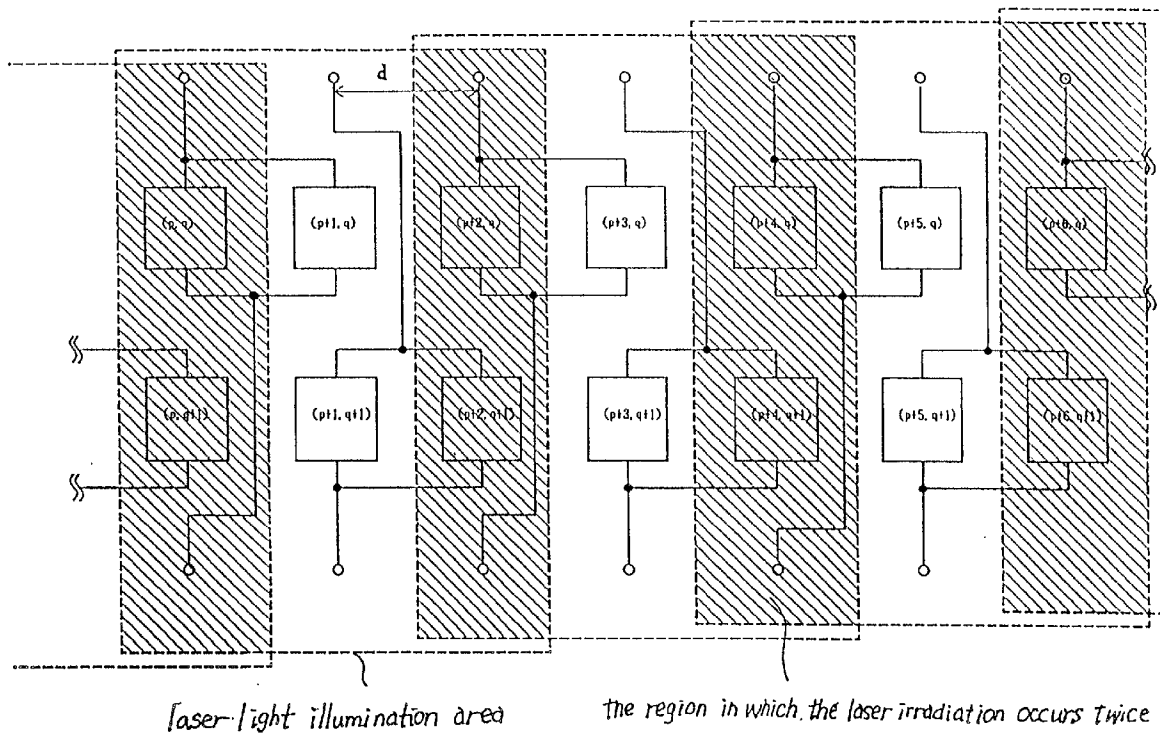 d
(p,q)
(p+1,q)
(p+2,q)
(p+3,q)
(p+4,q)
(p+5,q)
(p+6,q)
(p,q+1)
(p+1,q+1)
(p+2,q+1)
(p+3,q+1)
(p+4,q+1)
(p+5,q+1)
(p+6,q+1)
laser-light illumination area
the region in which, the laser irradiation occurs twice